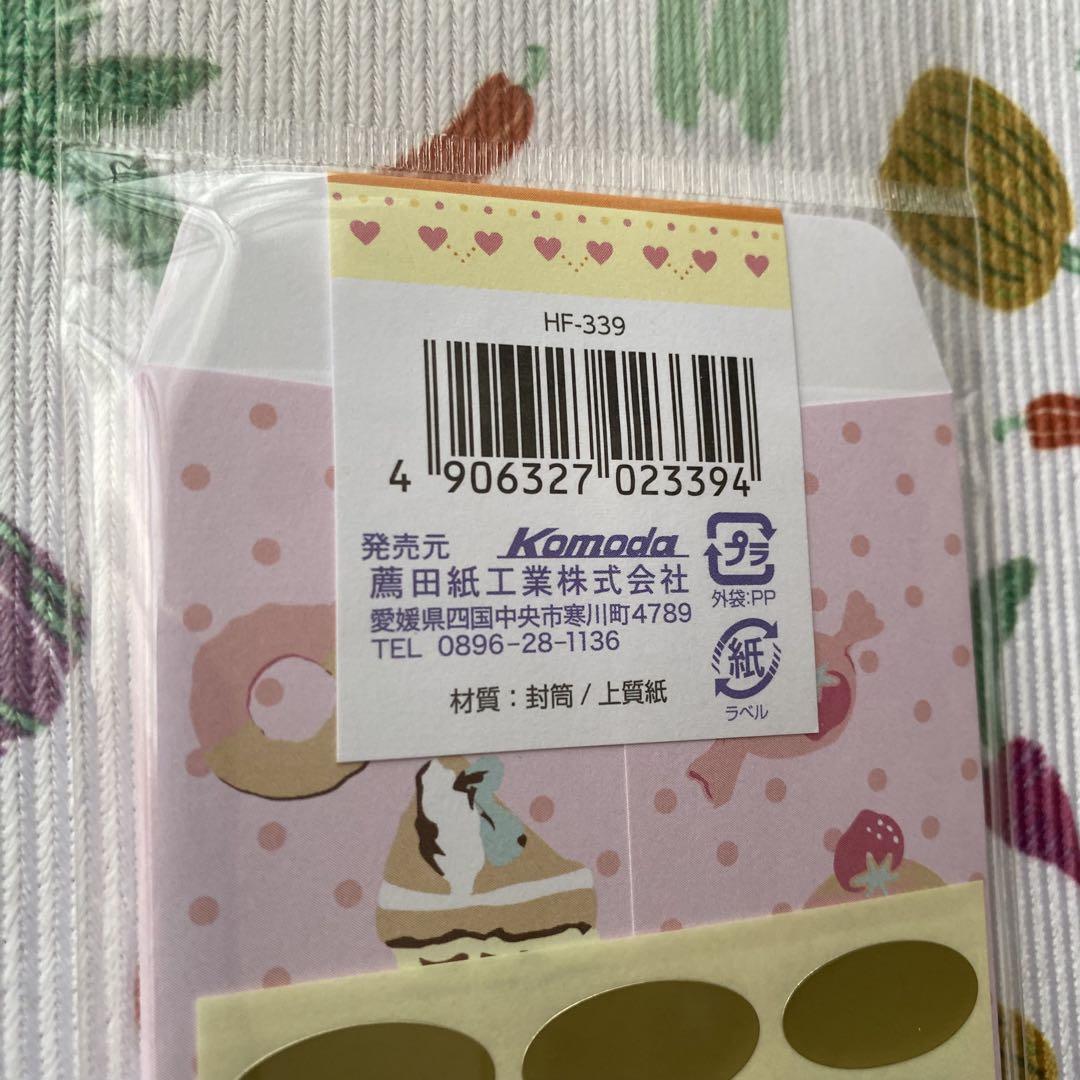 HF-339
4 906327 023394
発売元 Komoda
薦田紙工業株式会社
愛媛県四国中央市寒川町4789
TEL 0896-28-1136
材質：封筒/上質紙
プラ
外袋:PP
紙
ラベル